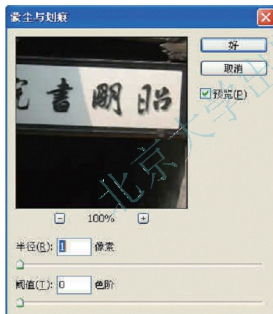 蒙尘与划痕
好
取消
预览(P)
昭明書院
100%
半径(R): 1 像素
阈值(T): 0 色阶
北京大学出